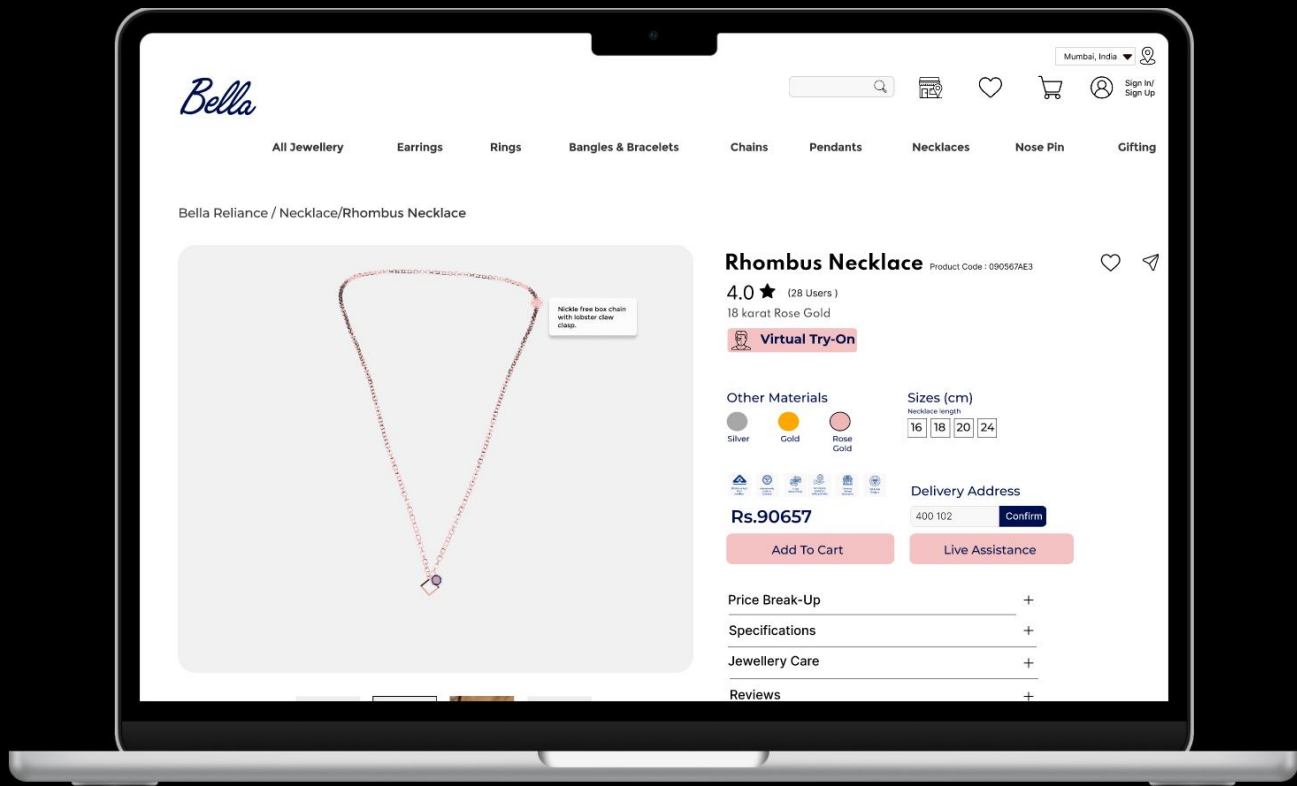 Mumbai, India
Bella
Sign In/
Sign Up
All Jewellery
Earrings
Rings
Bangles & Bracelets
Chains
Pendants
Necklaces
Nose Pin
Gifting
Bella Reliance / Necklace/Rhombus Necklace
Nickle free box chain
with lobster claw
clasp.
Rhombus Necklace
Product Code : 090567AE3
4.0
(28 Users )
18 karat Rose Gold
Virtual Try-On
Other Materials
Silver
Gold
Rose
Gold
Sizes (cm)
Necklace length
16 18 20 24
Rs.90657
Delivery Address
400 102
Confirm
Add To Cart
Live Assistance
Price Break-Up +
Specifications +
Jewellery Care +
Reviews +